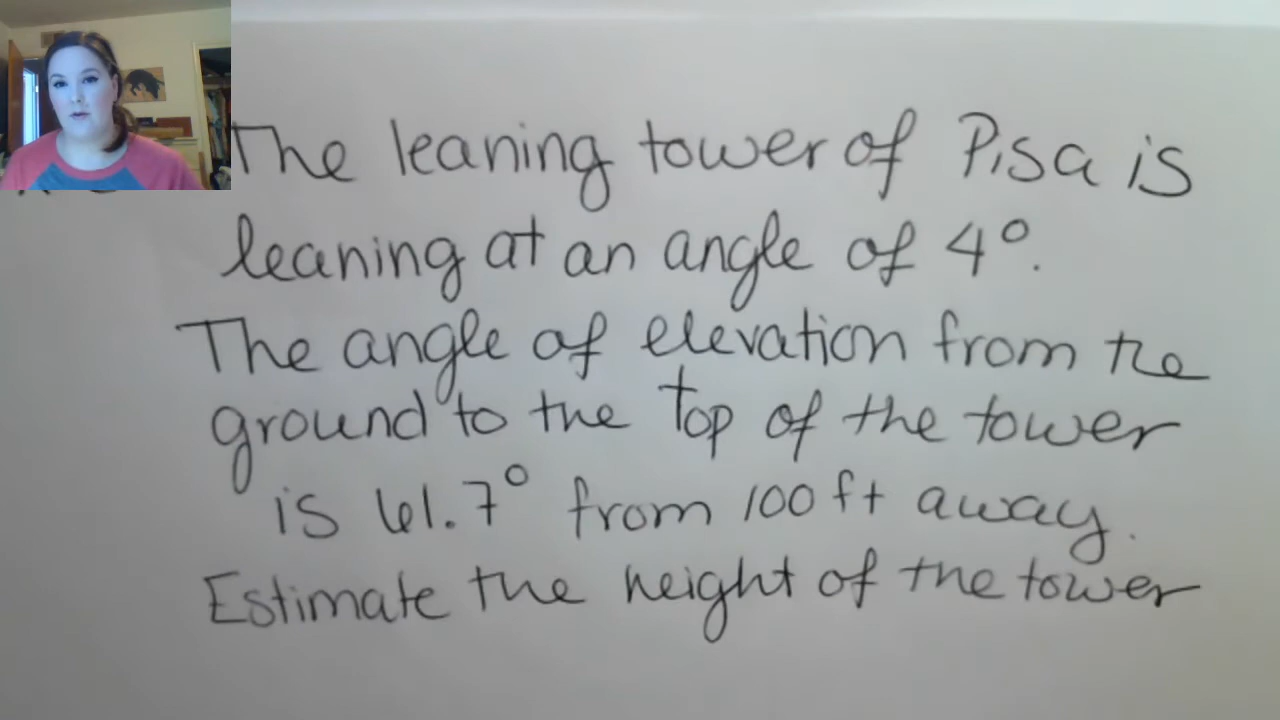 The leaning tower of Pisa is
leaning at an angle of 4°.
The angle of elevation from the
ground to the top of the tower
is 61.7° from 100 ft away.
Estimate the height of the tower